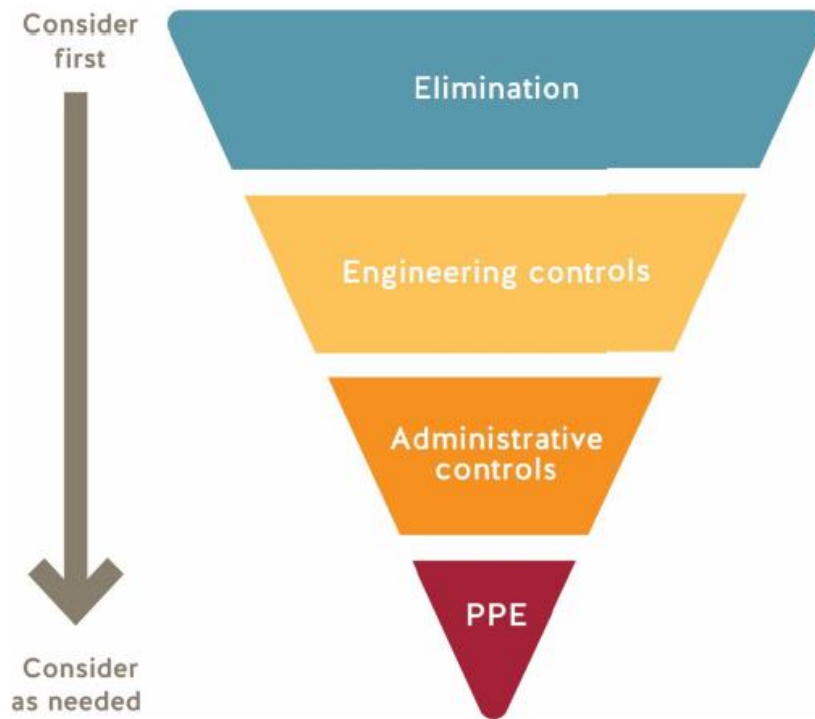 Consider
first
Elimination
Engineering controls
Administrative
controls
PPE
Consider
as needed